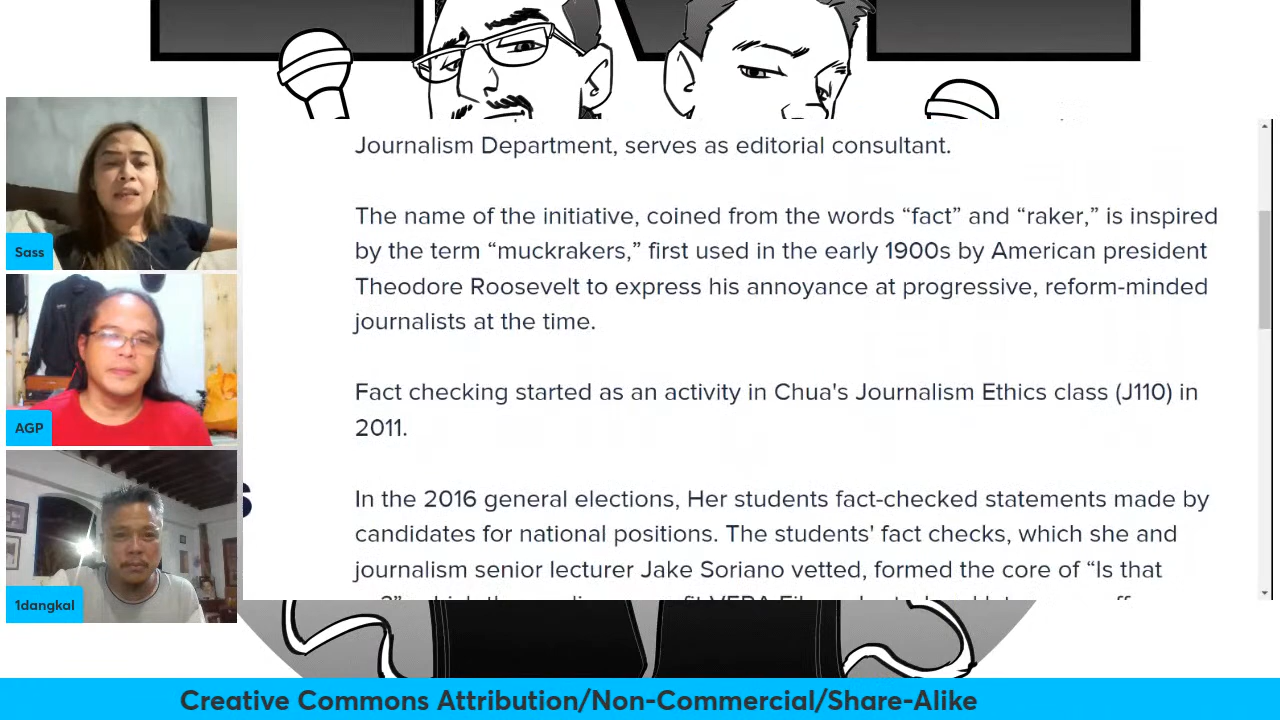 Journalism Department, serves as editorial consultant.
The name of the initiative, coined from the words “fact” and “raker,” is inspired
by the term “muckrakers,” first used in the early 1900s by American president
Theodore Roosevelt to express his annoyance at progressive, reform-minded
journalists at the time.
Fact checking started as an activity in Chua's Journalism Ethics class (J110) in
2011.
In the 2016 general elections, Her students fact-checked statements made by
candidates for national positions. The students' fact checks, which she and
journalism senior lecturer Jake Soriano vetted, formed the core of “Is that
Sass
AGP
1dangkal
Creative Commons Attribution/Non-Commercial/Share-Alike